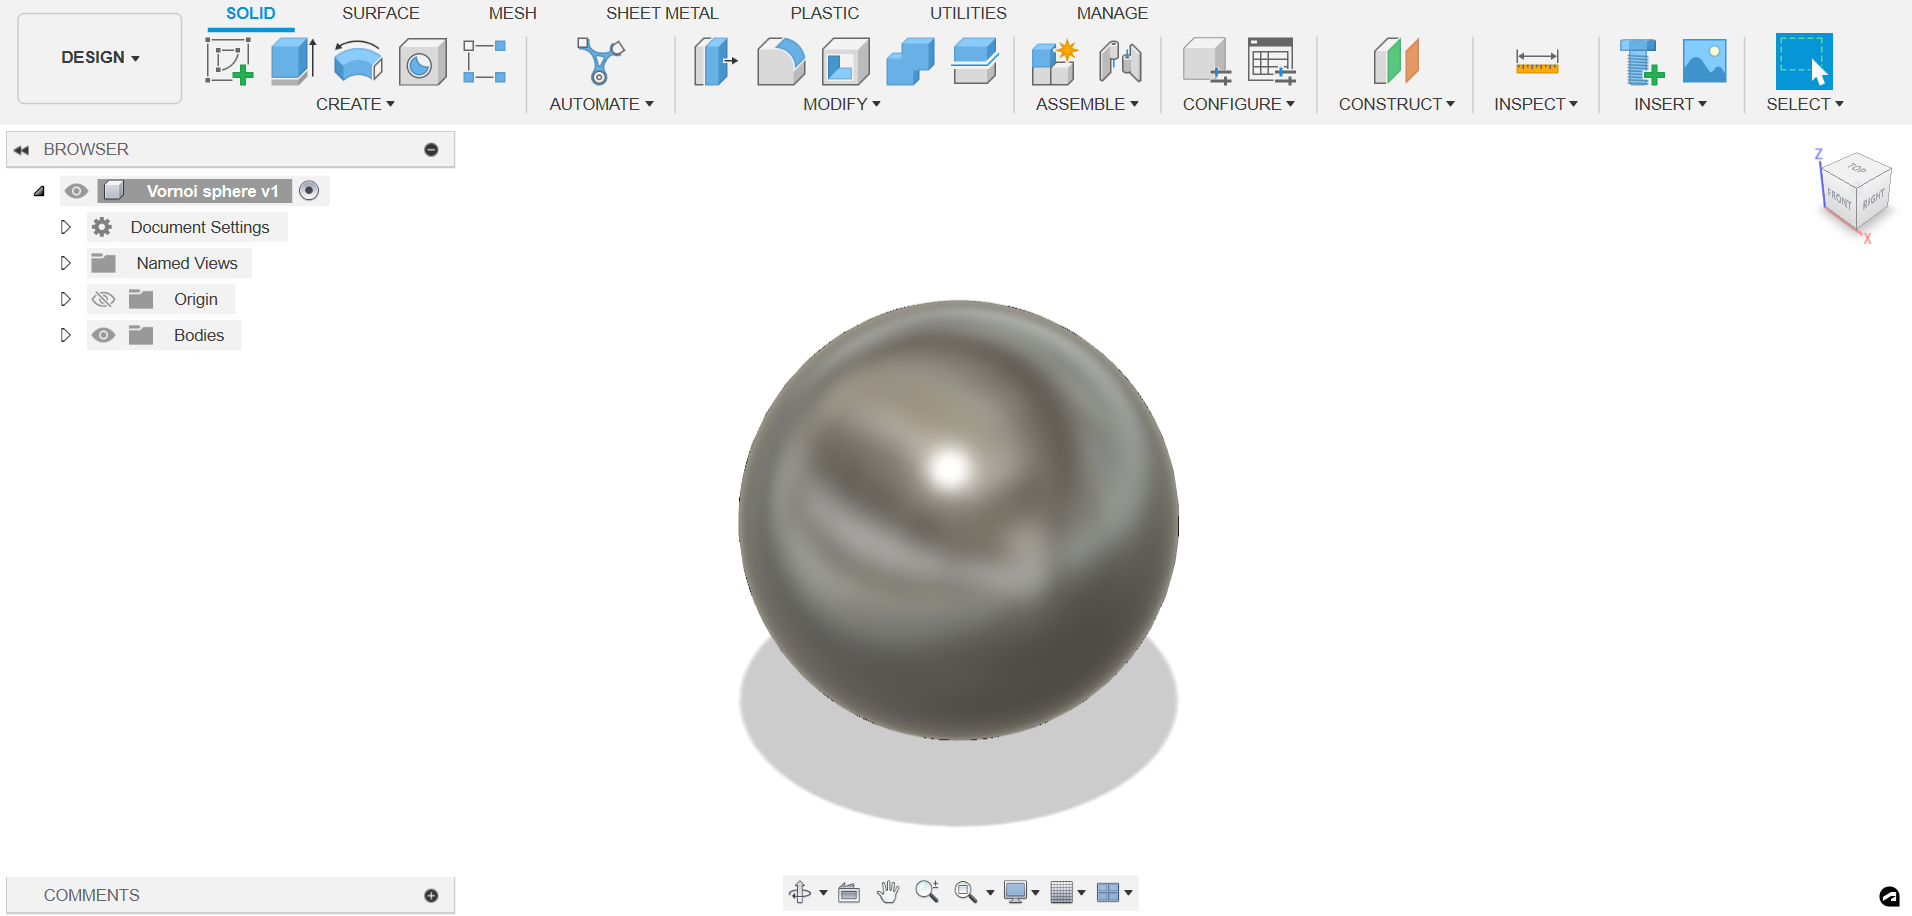 SOLID SURFACE MESH SHEET METAL PLASTIC UTILITIES MANAGE
DESIGN
CREATE AUTOMATE MODIFY ASSEMBLE CONFIGURE CONSTRUCT INSPECT INSERT SELECT
BROWSER
Vornoi sphere v1
Document Settings
Named Views
Origin
Bodies
Z
TOP
FRONT RIGHT
X
COMMENTS